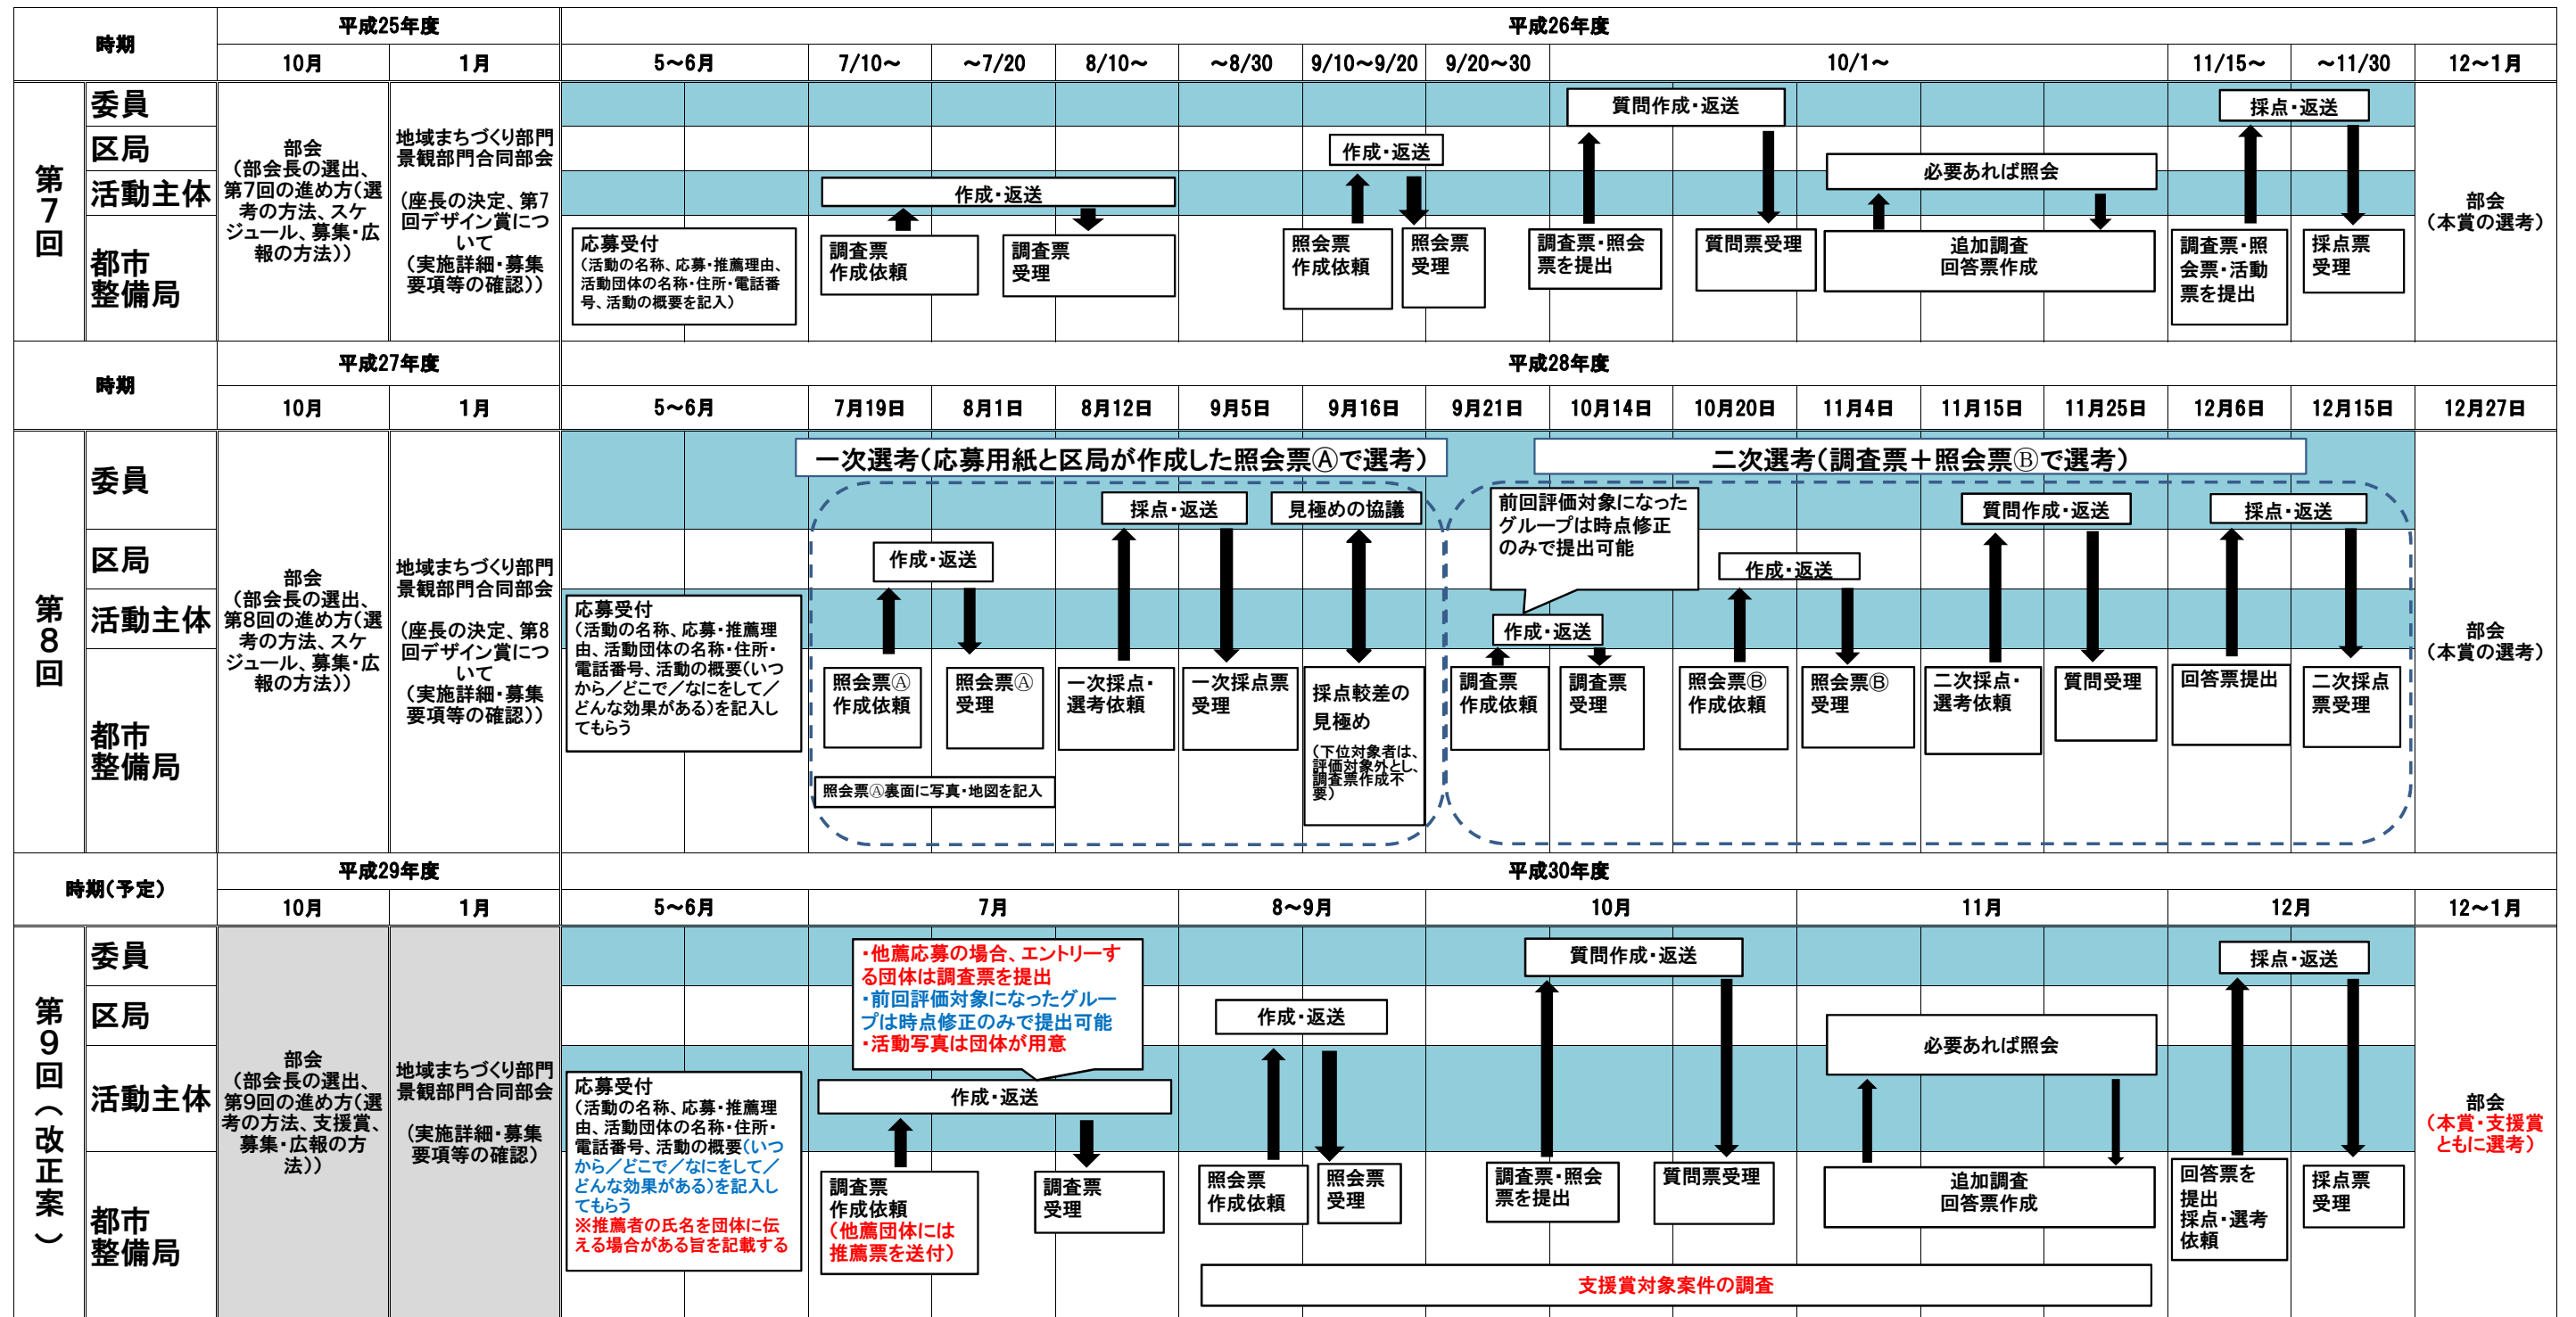 時期
平成25年度
平成26年度
10月
1月
5～6月
7/10～
～7/20
8/10～
～8/30
9/10～9/20
9/20～30
10/1～
11/15～
～11/30
12～1月
第7回
委員
区局
活動主体
都市
整備局
部会
（部会長の選出、
第7回の進め方（選
考の方法、スケ
ジュール、募集・広
報の方法））
地域まちづくり部門
景観部門合同部会
（座長の決定、第7
回デザイン賞につ
いて
（実施詳細・募集
要項等の確認））
応募受付
（活動の名称、応募・推薦理由、
活動団体の名称・住所・電話番
号、活動の概要を記入）
作成・返送
調査票
作成依頼
調査票
受理
作成・返送
照会票
作成依頼
照会票
受理
質問作成・返送
調査票・照会
票を提出
質問票受理
必要あれば照会
追加調査
回答票作成
採点・返送
調査票・照
会票・活動
票を提出
採点票
受理
部会
（本賞の選考）
時期
平成27年度
平成28年度
10月
1月
5～6月
7月19日
8月1日
8月12日
9月5日
9月16日
9月21日
10月14日
10月20日
11月4日
11月15日
11月25日
12月6日
12月15日
12月27日
第8回
委員
区局
活動主体
都市
整備局
部会
（部会長の選出、
第8回の進め方（選
考の方法、スケ
ジュール、募集・広
報の方法））
地域まちづくり部門
景観部門合同部会
（座長の決定、第8
回デザイン賞につ
いて
（実施詳細・募集
要項等の確認））
応募受付
（活動の名称、応募・推薦理
由、活動団体の名称・住所・
電話番号、活動の概要（いつ
から／どこで／なにをして／
どんな効果がある）を記入し
てもらう
一次選考（応募用紙と区局が作成した照会票Ⓐで選考）
作成・返送
照会票Ⓐ
作成依頼
照会票Ⓐ
受理
照会票Ⓐ裏面に写真・地図を記入
採点・返送
一次採点・
選考依頼
一次採点票
受理
見極めの協議
採点較差の
見極め
（下位対象者は、
評価対象外とし、
調査票作成不
要）
二次選考（調査票＋照会票Ⓑで選考）
前回評価対象になった
グループは時点修正
のみで提出可能
作成・返送
調査票
作成依頼
調査票
受理
作成・返送
照会票Ⓑ
作成依頼
照会票Ⓑ
受理
質問作成・返送
二次採点・
選考依頼
質問受理
採点・返送
回答票提出
二次採点
票受理
部会
（本賞の選考）
時期（予定）
平成29年度
平成30年度
10月
1月
5～6月
7月
8～9月
10月
11月
12月
12～1月
第9回（改正案）
委員
区局
活動主体
都市
整備局
部会
（部会長の選出、
第9回の進め方（選
考の方法、支援賞、
募集・広報の方
法））
地域まちづくり部門
景観部門合同部会
（実施詳細・募集
要項等の確認）
応募受付
（活動の名称、応募・推薦理
由、活動団体の名称・住所・
電話番号、活動の概要（いつ
から／どこで／なにをして／
どんな効果がある）を記入し
てもらう
※推薦者の氏名を団体に伝
える場合がある旨を記載する
・他薦応募の場合、エントリーす
る団体は調査票を提出
・前回評価対象になったグルー
プは時点修正のみで提出可能
・活動写真は団体が用意
作成・返送
調査票
作成依頼
（他薦団体には
推薦票を送付）
調査票
受理
作成・返送
照会票
作成依頼
照会票
受理
質問作成・返送
調査票・照会
票を提出
質問票受理
必要あれば照会
追加調査
回答票作成
支援賞対象案件の調査
採点・返送
回答票を
提出
採点・選考
依頼
採点票
受理
部会
（本賞・支援賞
ともに選考）